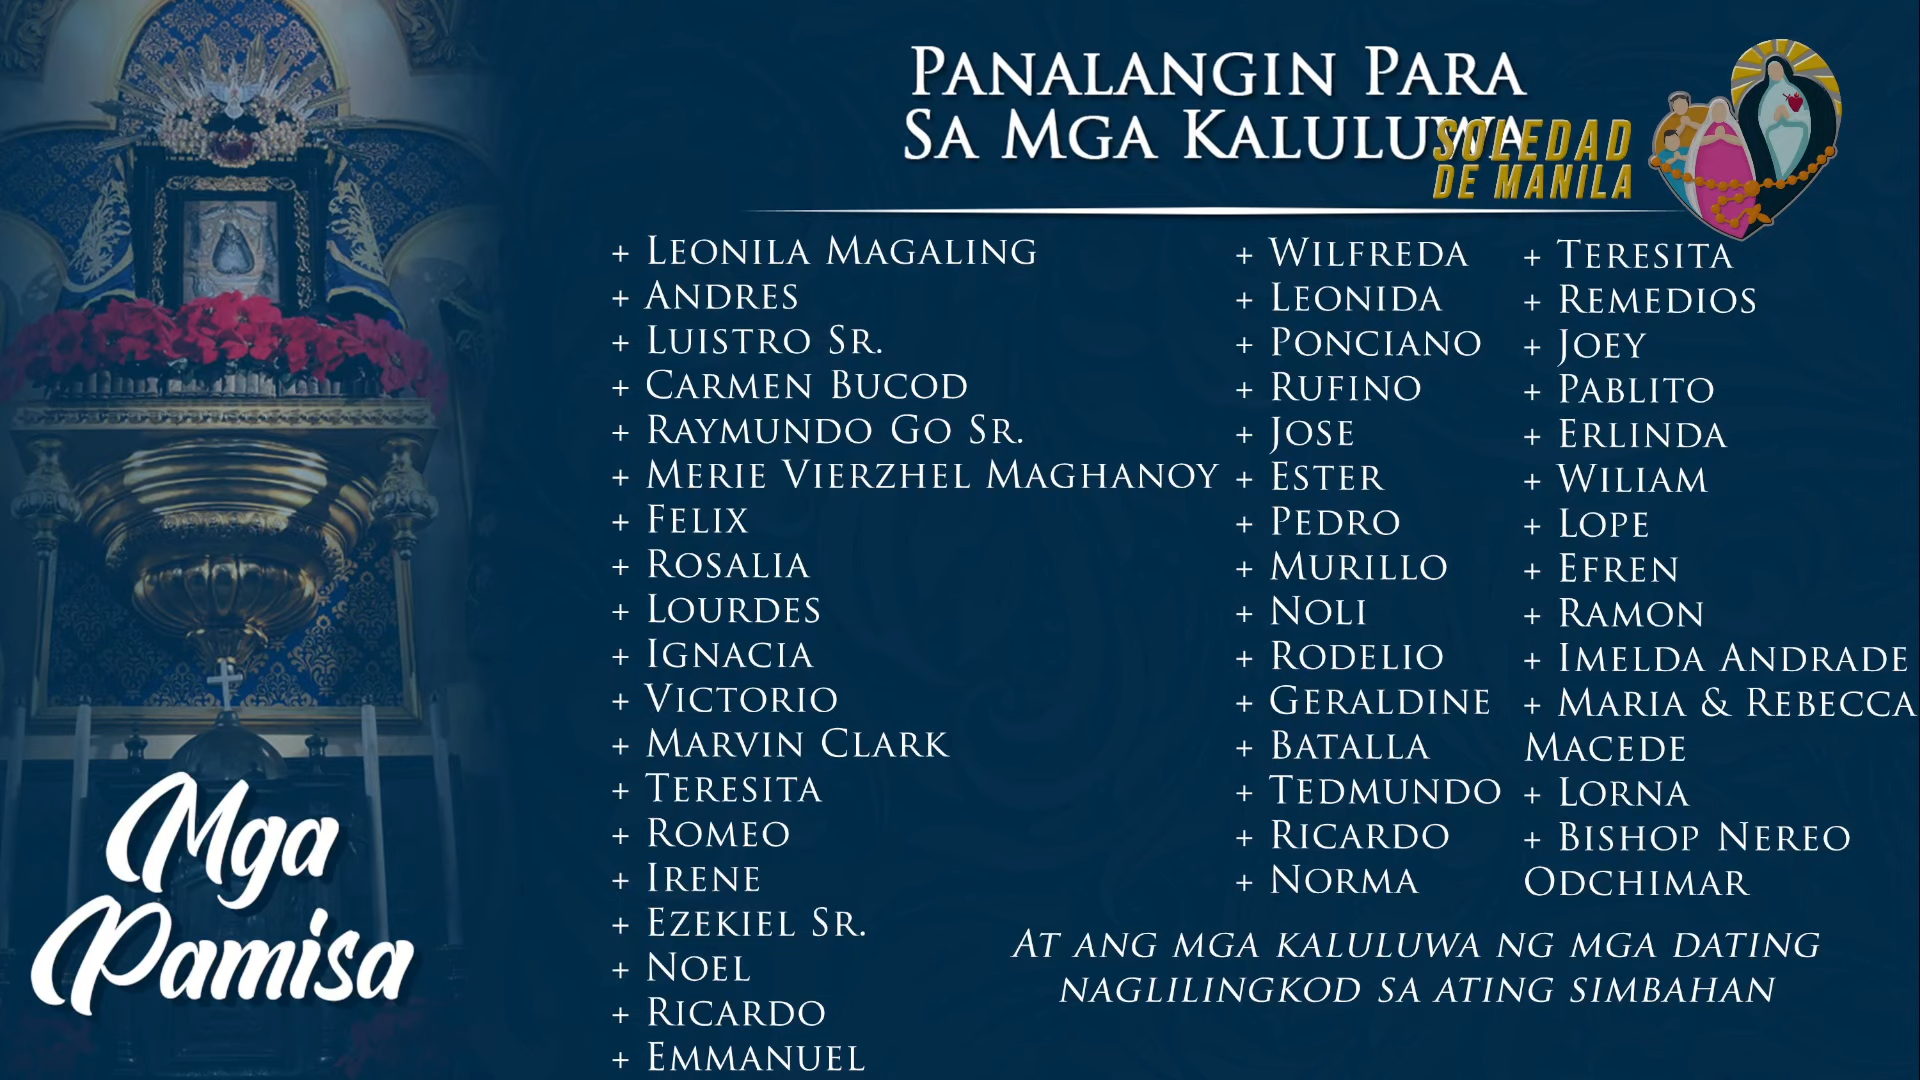 Panalangin Para
Sa Mga Kaluluwa
SOLEDAD
DE MANILA
+ Leonila Magaling
+ Andres
+ Luistro Sr.
+ Carmen Bucod
+ Raymundo Go Sr.
+ Merie Vierzhel Maghanoy
+ Felix
+ Rosalia
+ Lourdes
+ Ignacia
+ Victorio
+ Marvin Clark
+ Teresita
+ Romeo
+ Irene
+ Ezekiel Sr.
+ Noel
+ Ricardo
+ Emmanuel
+ Wilfreda
+ Leonida
+ Ponciano
+ Rufino
+ Jose
+ Ester
+ Pedro
+ Murillo
+ Noli
+ Rodelio
+ Geraldine
+ Batalla
+ Tedmundo
+ Ricardo
+ Norma
+ Teresita
+ Remedios
+ Joey
+ Pablito
+ Erlinda
+ Wiliam
+ Lope
+ Efren
+ Ramon
+ Imelda Andrade
+ Maria & Rebecca
Macede
+ Lorna
+ Bishop Nereo
Odchimar
At ang mga kaluluwa ng mga dating
naglilingkod sa ating simbahan
Mga
Pamisa